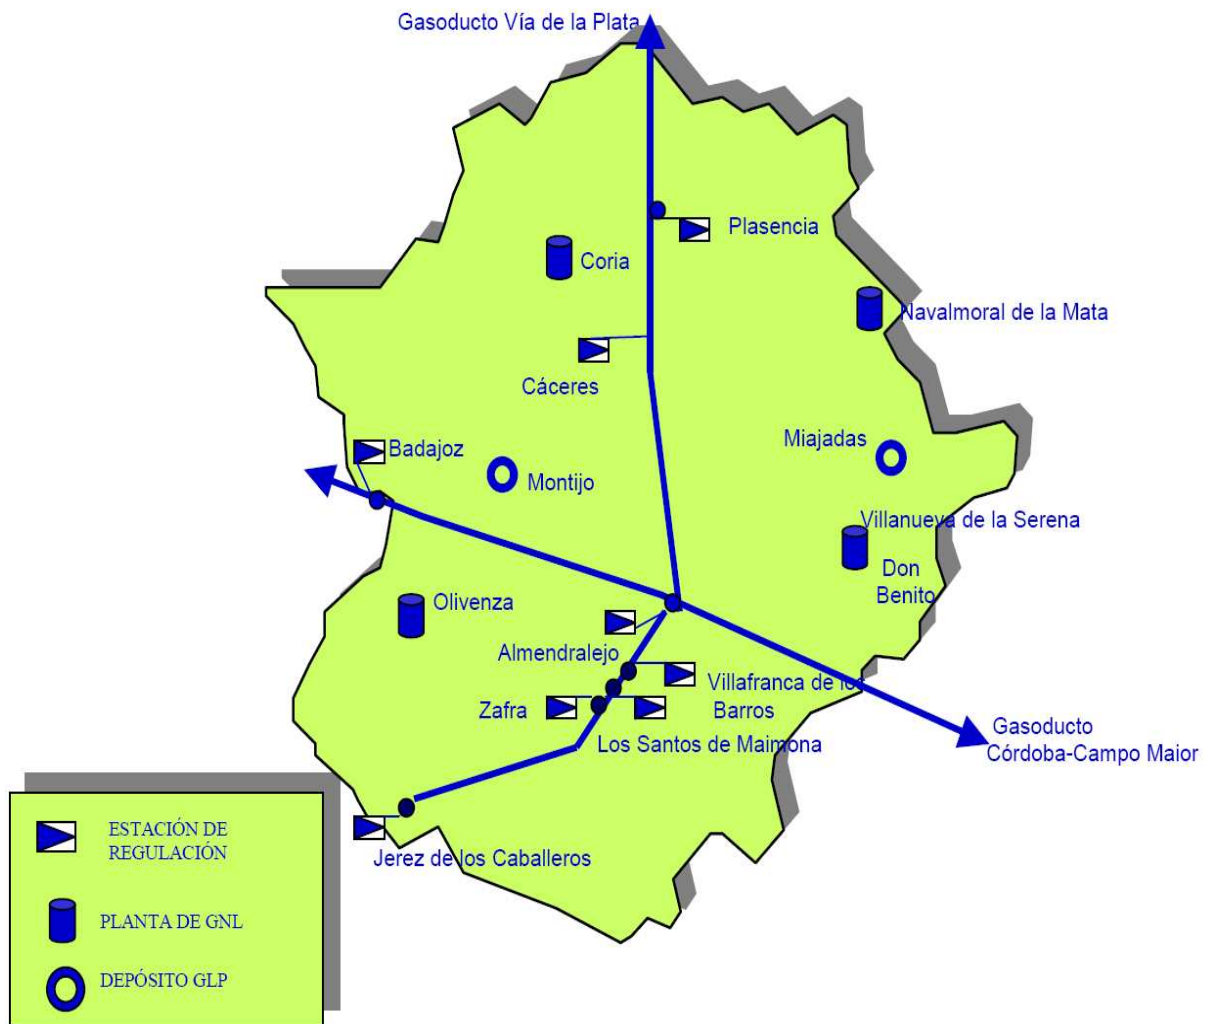 Gasoducto Vía de la Plata
Plasencia
Coria
Navalmoral de la Mata
Cáceres
Badajoz
Miajadas
Montijo
Villanueva de la Serena
Don
Benito
Olivenza
Almendralejo
Villafranca de los
Barros
Zafra
Los Santos de Maimona
Gasoducto
Córdoba-Campo Maior
Jerez de los Caballeros
ESTACIÓN DE
REGULACIÓN
PLANTA DE GNL
DEPÓSITO GLP